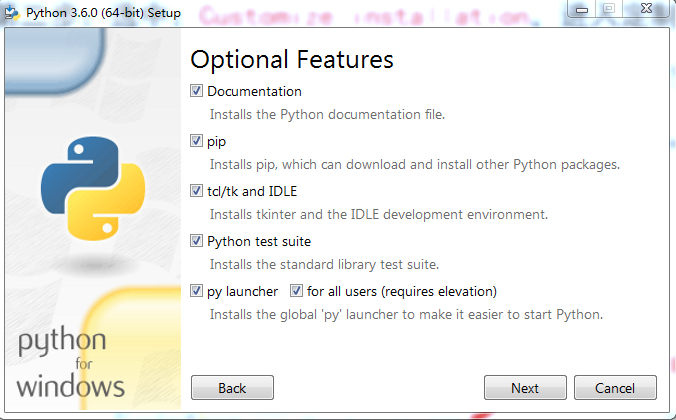 Python 3.6.0 (64-bit) Setup
Customize installation.
Optional Features
Documentation
Installs the Python documentation file.
pip
Installs pip, which can download and install other Python packages.
tcl/tk and IDLE
Installs tkinter and the IDLE development environment.
Python test suite
Installs the standard library test suite.
py launcher for all users (requires elevation)
Installs the global 'py' launcher to make it easier to start Python.
python
for
windows
Back Next Cancel